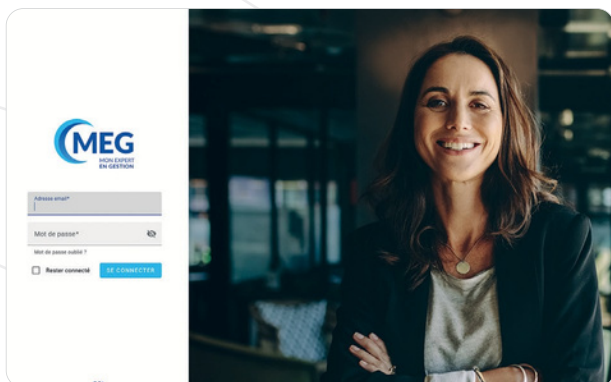 MEG
MON EXPERT
EN GESTION
Adresse email*
Mot de passe*
Mot de passe oublié ?
Rester connecté
SE CONNECTER